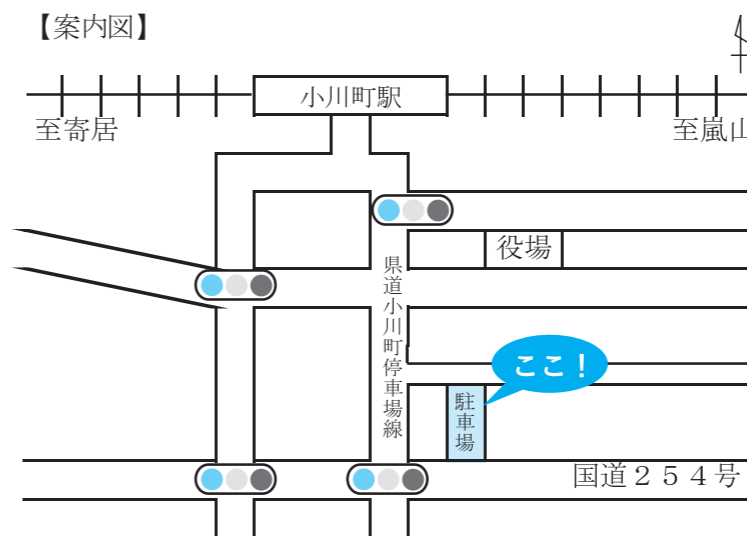 【案内図】
小川町駅
至寄居
至嵐山
役場
県道小川町停車場線
ここ！
駐車場
国道２５４号